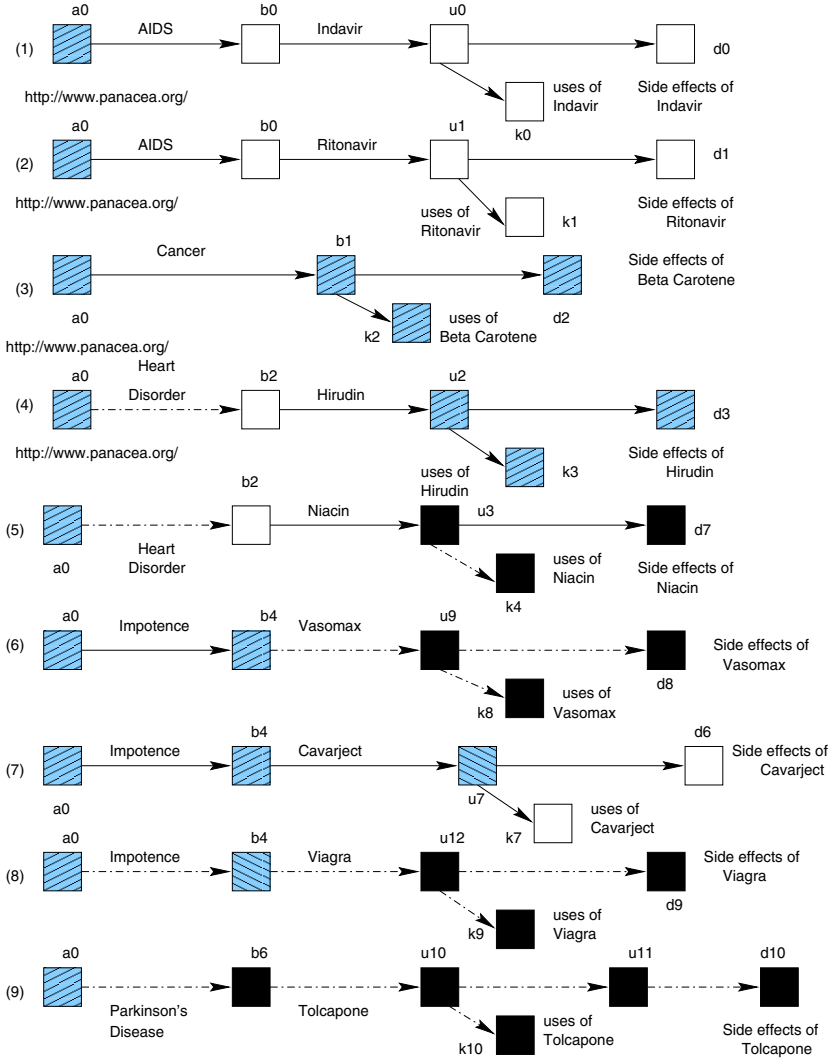 a0 b0 u0
AIDS Indavir
(1) d0
http://www.panacea.org/ uses of Indavir Side effects of Indavir
k0
a0 b0 u1
AIDS Ritonavir
(2) d1
http://www.panacea.org/ uses of Ritonavir k1 Side effects of Ritonavir
Cancer b1 Side effects of Beta Carotene
(3)
a0 k2 uses of Beta Carotene d2
http://www.panacea.org/
a0 Heart Disorder b2 Hirudin u2
(4) d3
http://www.panacea.org/ uses of Hirudin k3 Side effects of Hirudin
b2 Niacin u3
(5) d7
a0 Heart Disorder uses of Niacin Side effects of Niacin
k4
a0 b4 u9
Impotence Vasomax
(6) Side effects of Vasomax
k8 uses of Vasomax d8
d6
Impotence b4 Cavarject Side effects of Cavarject
(7)
a0 u7 k7 uses of Cavarject
a0 b4 u12
Impotence Viagra Side effects of Viagra
(8)
k9 uses of Viagra d9
a0 b6 u10 u11 d10
(9)
Parkinson's Disease Tolcapone uses of Tolcapone Side effects of Tolcapone
k10